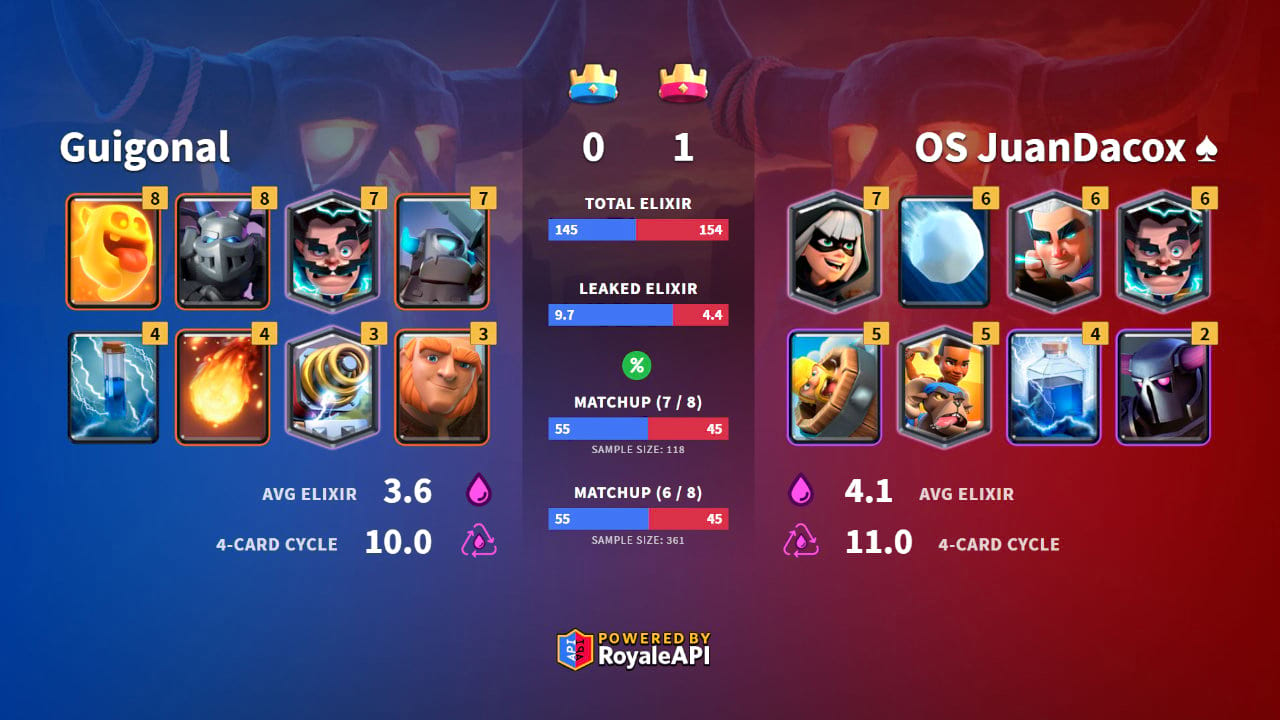 0 1
Guigonal
OS JuanDacox ♠
8 8 7 7
4 4 3 3
AVG ELIXIR 3.6
4-CARD CYCLE 10.0
TOTAL ELIXIR
145 154
LEAKED ELIXIR
9.7 4.4
%
MATCHUP (7 / 8)
55 45
SAMPLE SIZE: 118
MATCHUP (6 / 8)
55 45
SAMPLE SIZE: 361
7 6 6 6
5 5 4 2
4.1 AVG ELIXIR
11.0 4-CARD CYCLE
API API
POWERED BY
RoyaleAPI